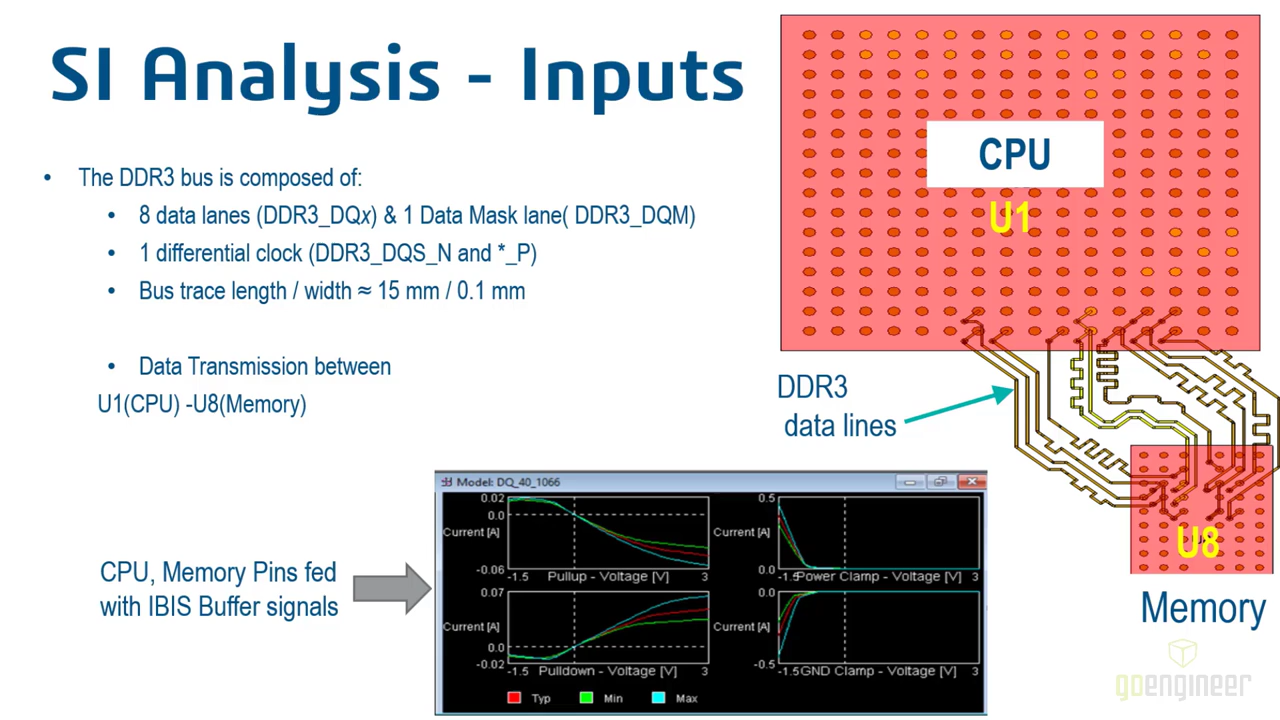 SI Analysis - Inputs
• The DDR3 bus is composed of:
• 8 data lanes (DDR3_DQx) & 1 Data Mask lane( DDR3_DQM)
• 1 differential clock (DDR3_DQS_N and *_P)
• Bus trace length / width ≈ 15 mm / 0.1 mm
• Data Transmission between
U1(CPU) -U8(Memory)
CPU
U1
DDR3
data lines
U8
Memory
CPU, Memory Pins fed
with IBIS Buffer signals
Model: DQ_40_1066
0.02
0.0
Current [A]
-0.06
-1.5 Pullup - Voltage [V] 3
0.5
Current [A]
0.0
-1.5 Power Clamp - Voltage [V] 3
0.07
Current [A]
0.0
-0.02
-1.5 Pulldown - Voltage [V] 3
0.0
Current [A]
-0.5
-1.5 GND Clamp - Voltage [V] 3
Typ Min Max
goengineer